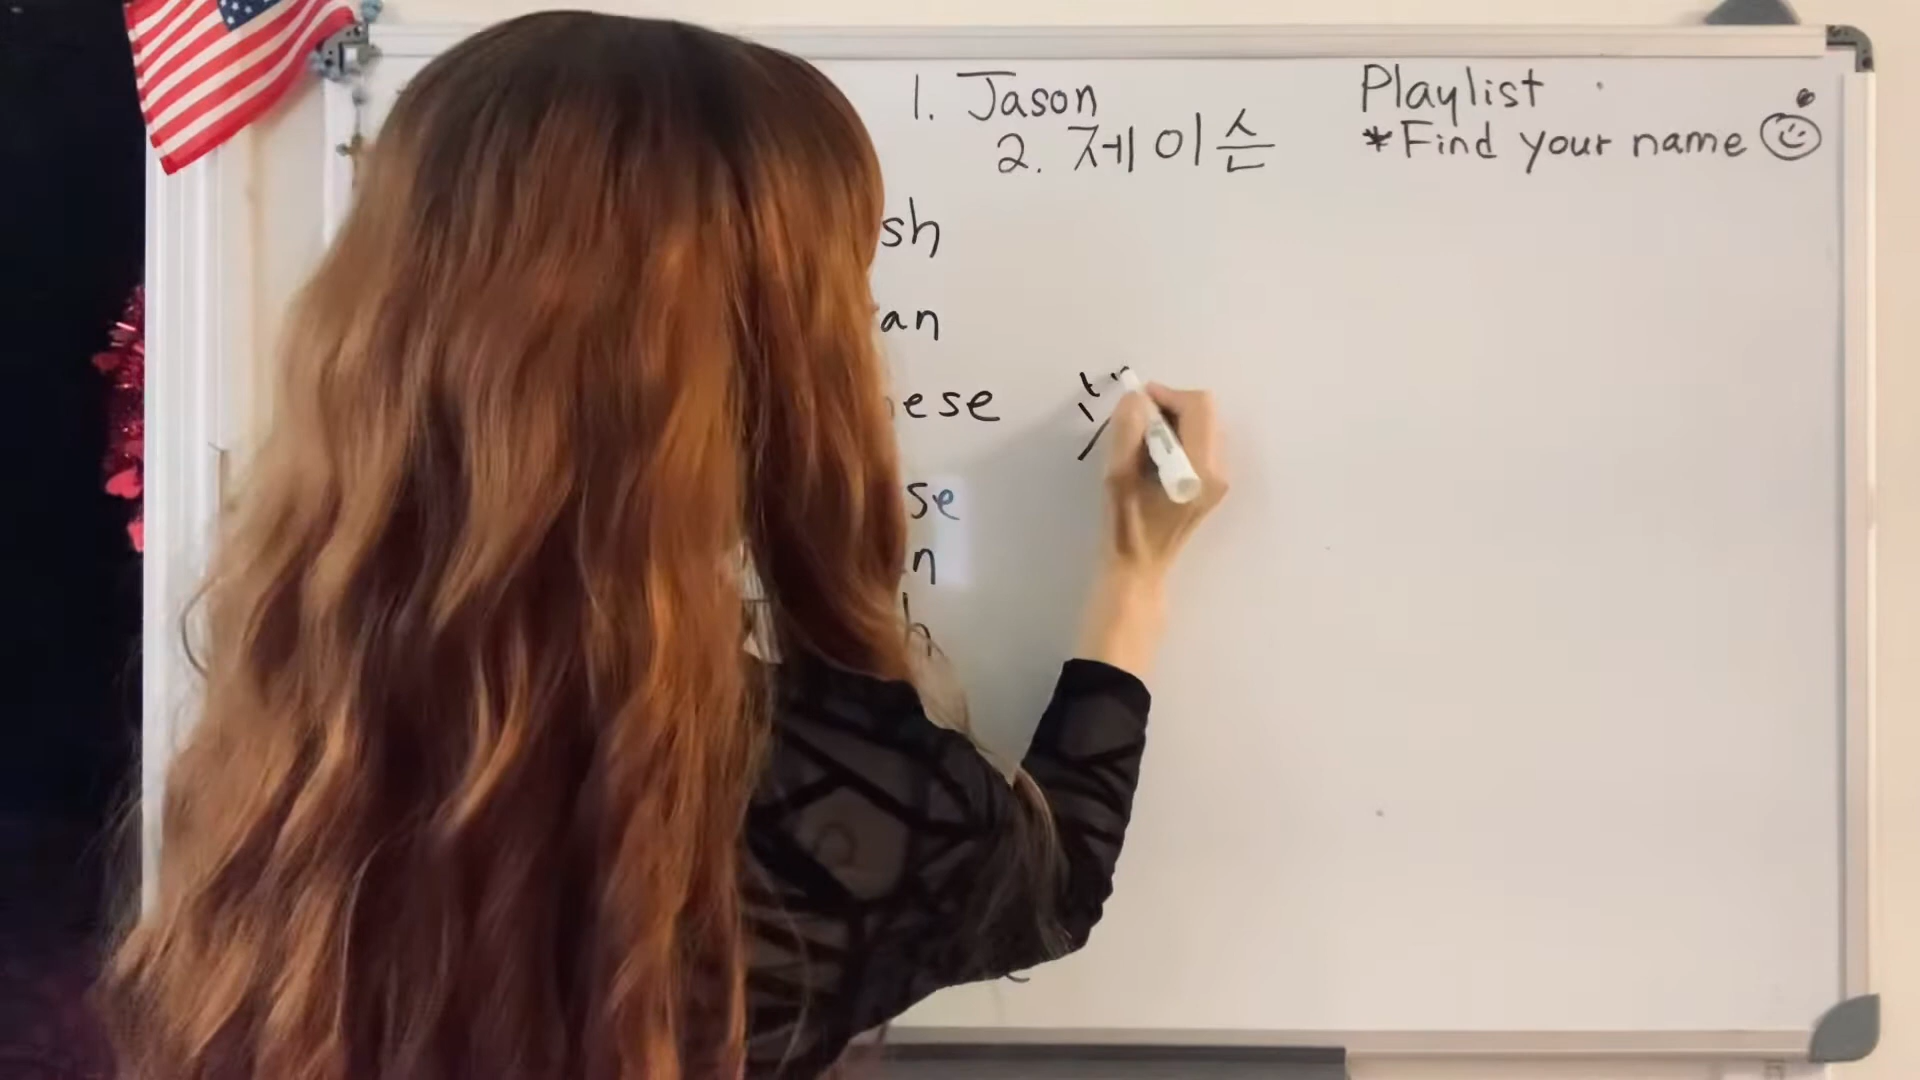 1. Jason
2. 제이슨
Playlist
*Find your name
sh
an
ese
se
n
h